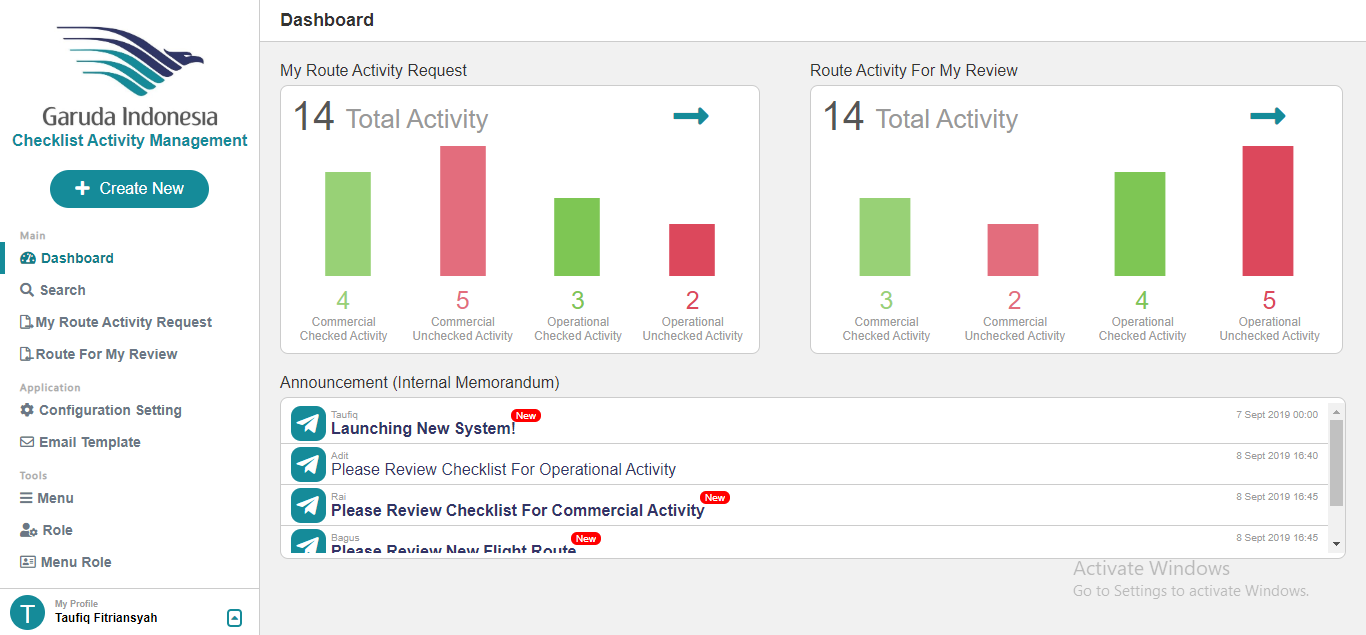 Garuda Indonesia
Checklist Activity Management
Create New
Main
Dashboard
Search
My Route Activity Request
Route For My Review
Application
Configuration Setting
Email Template
Tools
Menu
Role
Menu Role
T
My Profile
Taufiq Fitriansyah
Dashboard
My Route Activity Request
14 Total Activity
4
Commercial
Checked Activity
5
Commercial
Unchecked Activity
3
Operational
Checked Activity
2
Operational
Unchecked Activity
Route Activity For My Review
14 Total Activity
3
Commercial
Checked Activity
2
Commercial
Unchecked Activity
4
Operational
Checked Activity
5
Operational
Unchecked Activity
Announcement (Internal Memorandum)
Taufiq
Launching New System! New
7 Sept 2019 00:00
Adit
Please Review Checklist For Operational Activity
8 Sept 2019 16:40
Rai
Please Review Checklist For Commercial Activity New
8 Sept 2019 16:45
Bagus
Please Review New Flight Route New
8 Sept 2019 16:45
Activate Windows
Go to Settings to activate Windows.